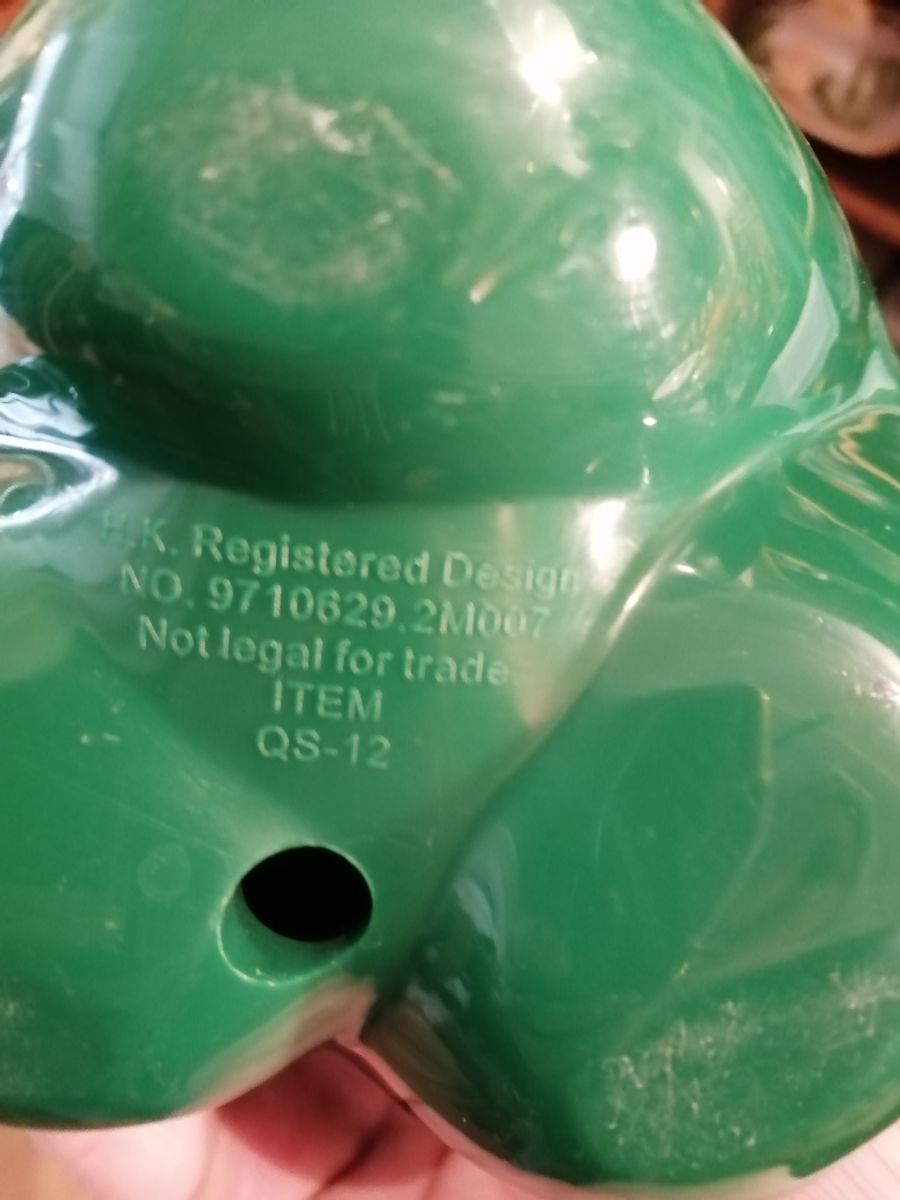 H.K. Registered Design
NO. 9710629.2M007
Not legal for trade
ITEM
QS-12